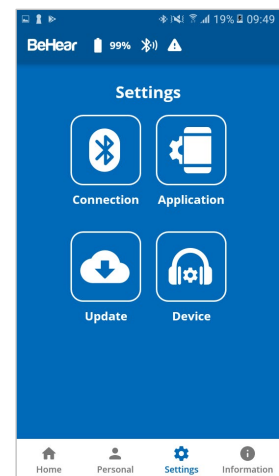 19% 09:49
BeHear 99%
Settings
Connection Application
Update Device
Home Personal Settings Information